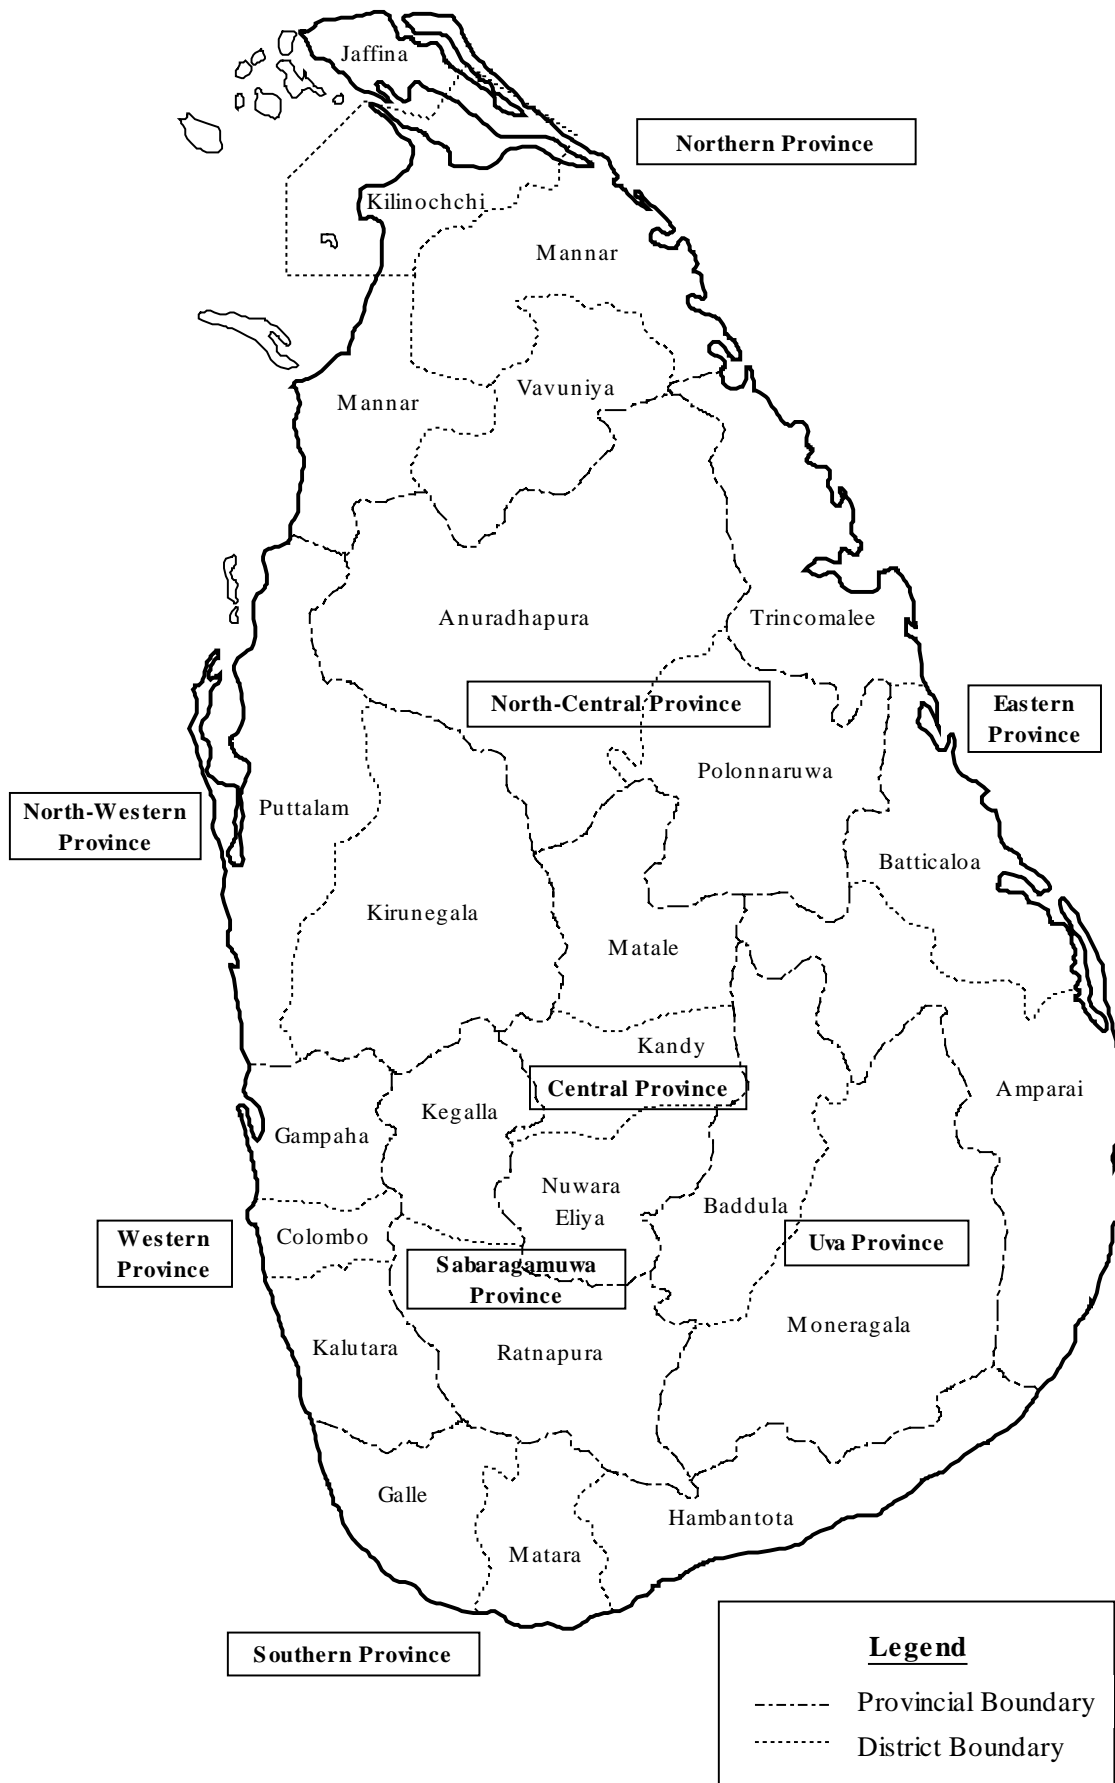 Jaffina
Northern Province
Kilinochchi
Mannar
Vavuniya
Mannar
Anuradhapura
Trincomalee
North-Central Province
Eastern
Province
Polonnaruwa
North-Western
Province
Puttalam
Batticaloa
Kirunegala
Matale
Kandy
Central Province
Amparai
Kegalla
Gampaha
Nuwara
Eliya
Baddula
Colombo
Western
Province
Uva Province
Sabaragamuwa
Province
Moneragala
Kalutara
Ratnapura
Galle
Hambantota
Matara
Southern Province
Legend
Provincial Boundary
District Boundary